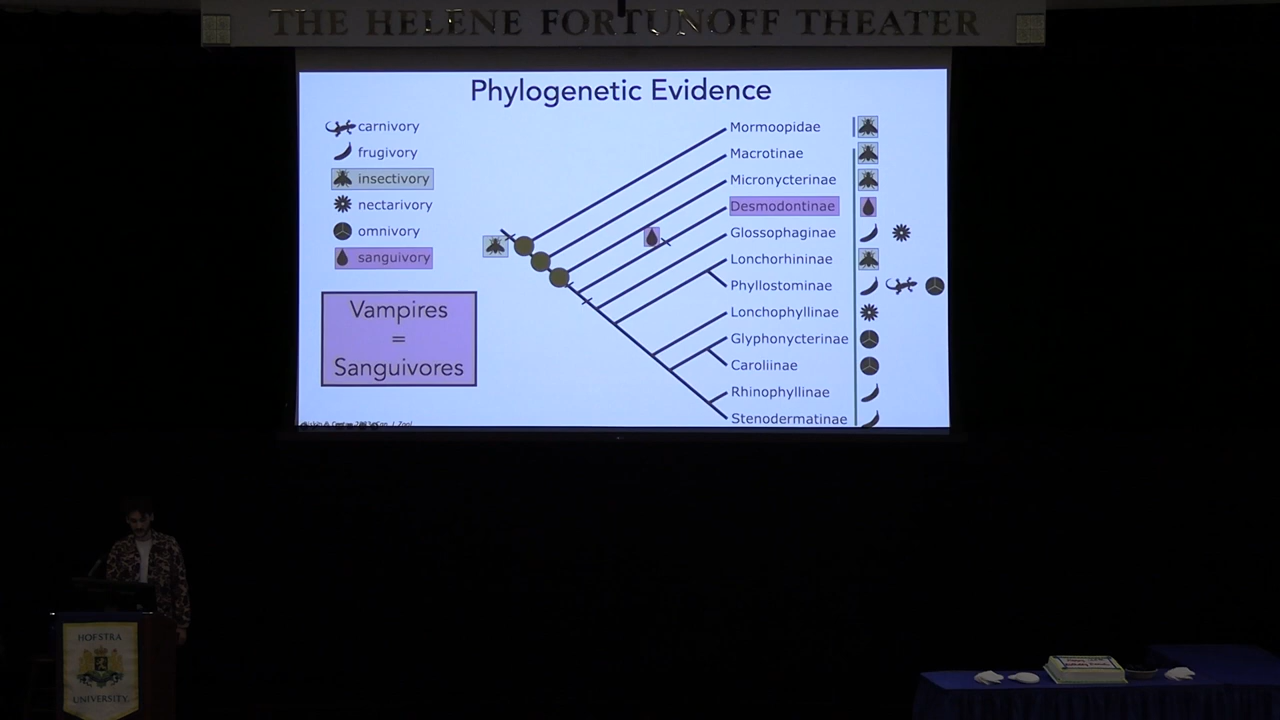 THE HELENE FORTUNOFF THEATER
Phylogenetic Evidence
carnivory
frugivory
insectivory
nectarivory
omnivory
sanguivory
Vampires
=
Sanguivores
Mormoopidae
Macrotinae
Micronycterinae
Desmodontinae
Glossophaginae
Lonchorhininae
Phyllostominae
Lonchophyllinae
Glyphonycterinae
Caroliinae
Rhinophyllinae
Stenodermatinae
HOFSTRA
UNIVERSITY